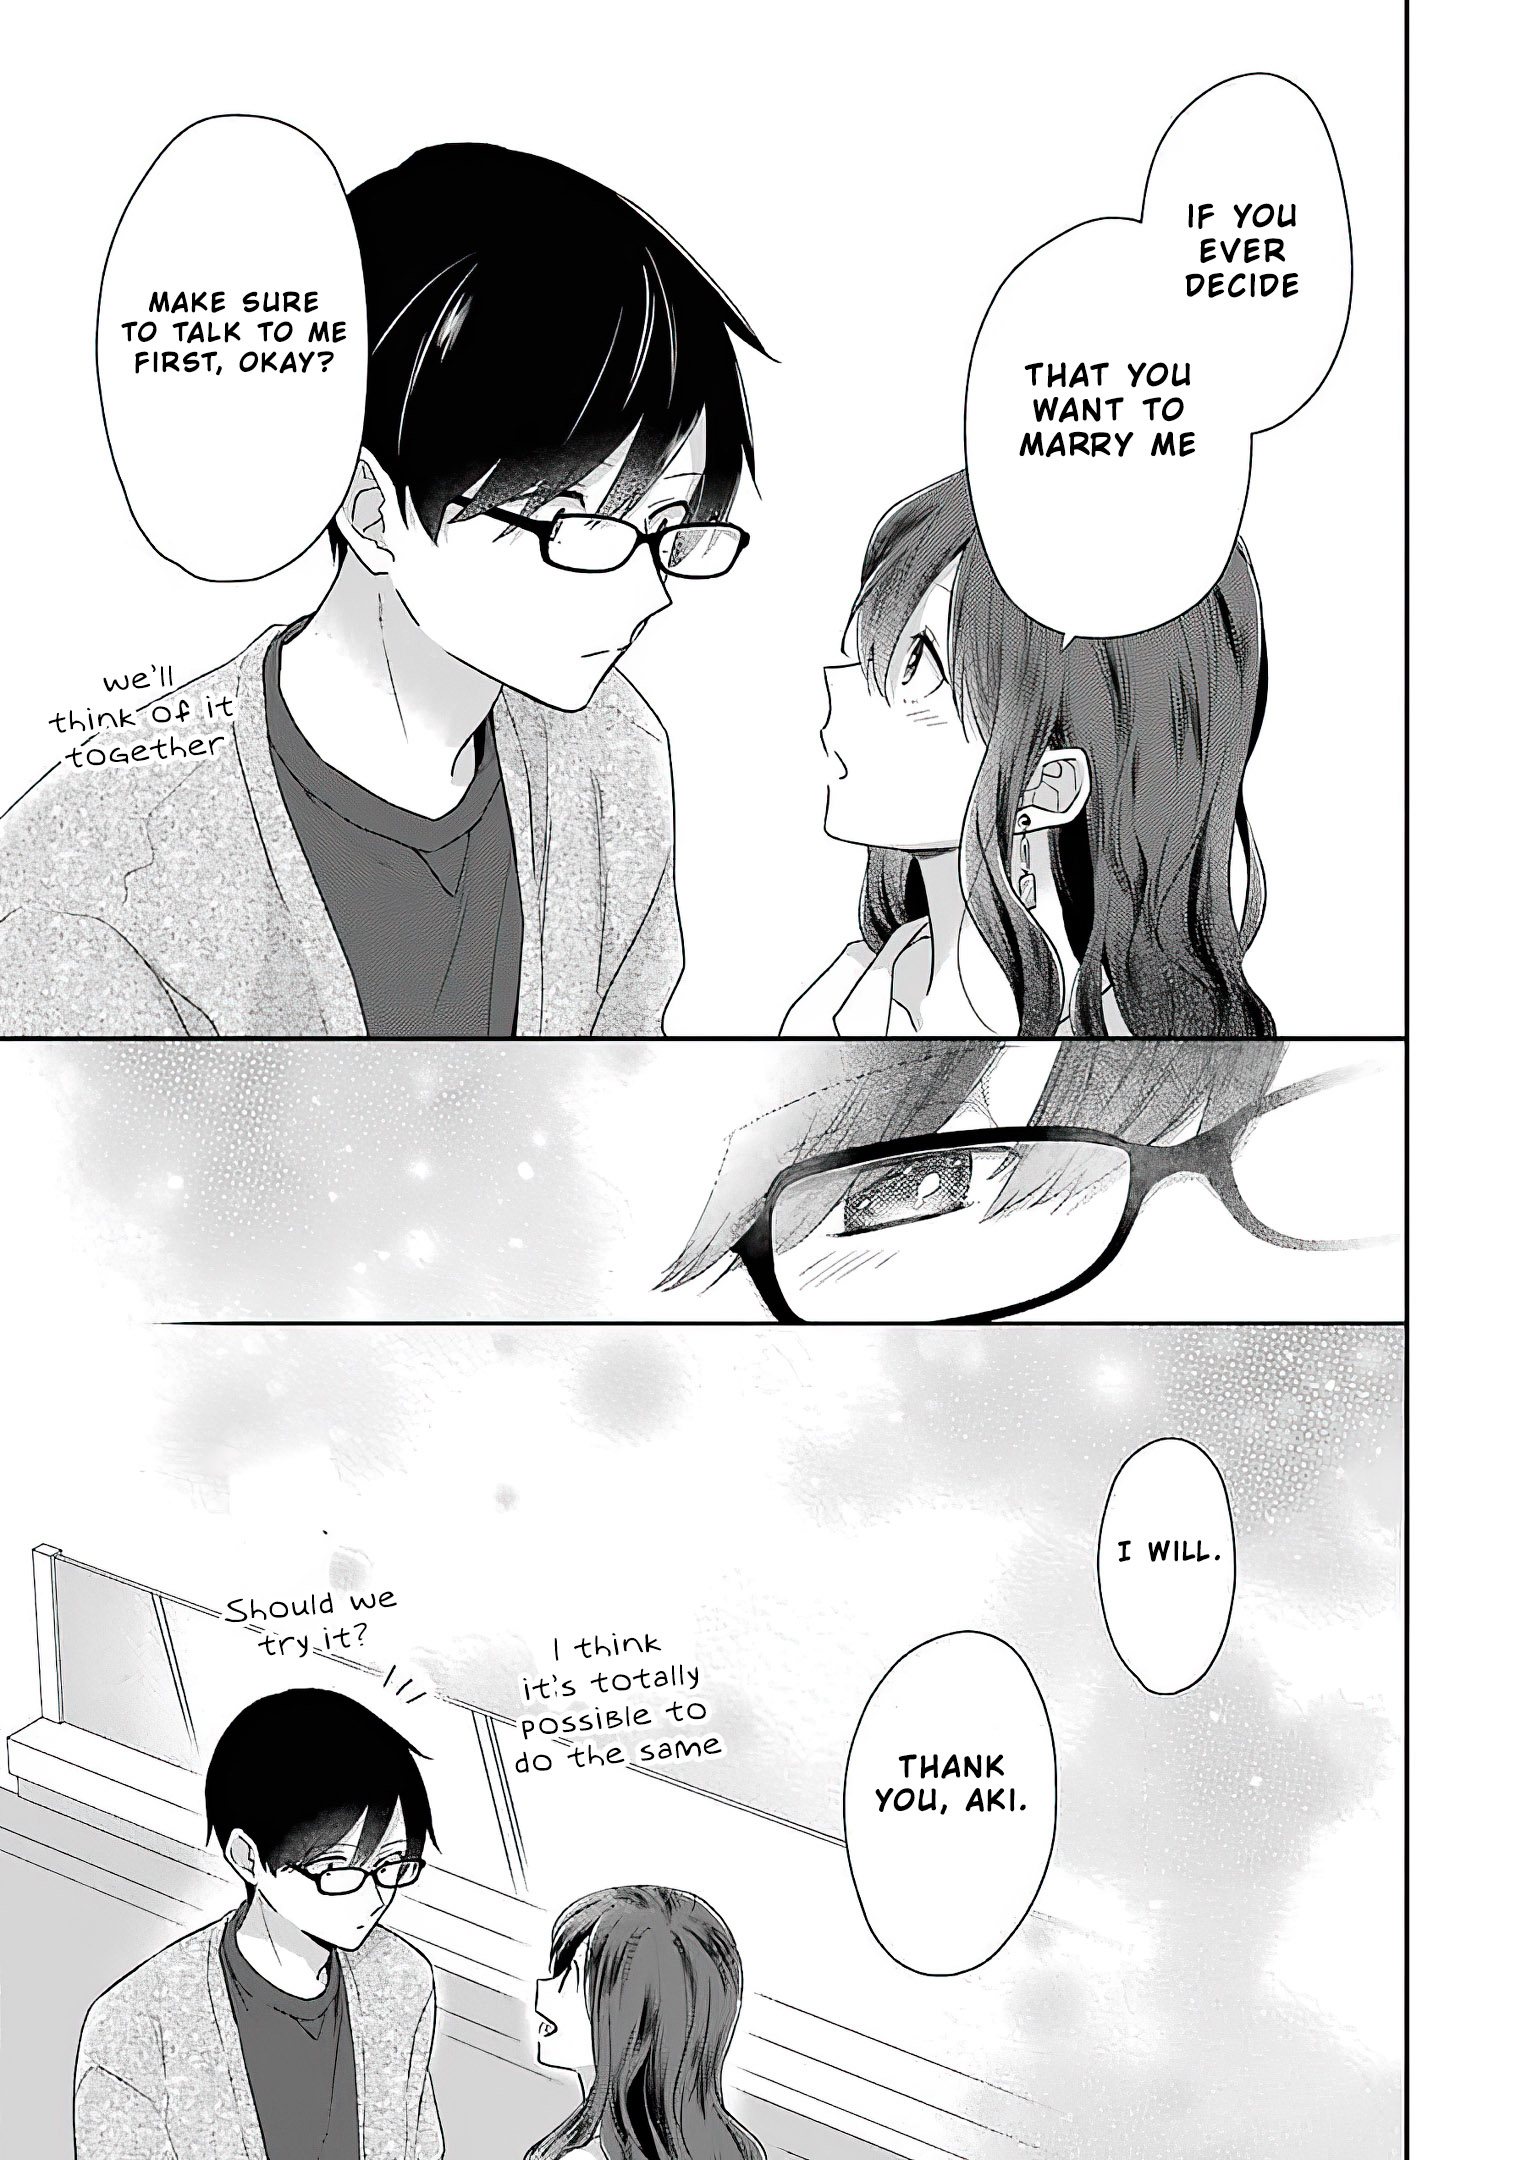 IF YOU
EVER
DECIDE
THAT YOU
WANT TO
MARRY ME
MAKE SURE
TO TALK TO ME
FIRST, OKAY?
we'll
think of it
together
I WILL.
THANK
YOU, AKI.
I think
it's totally
possible to
do the same
Should we
try it?